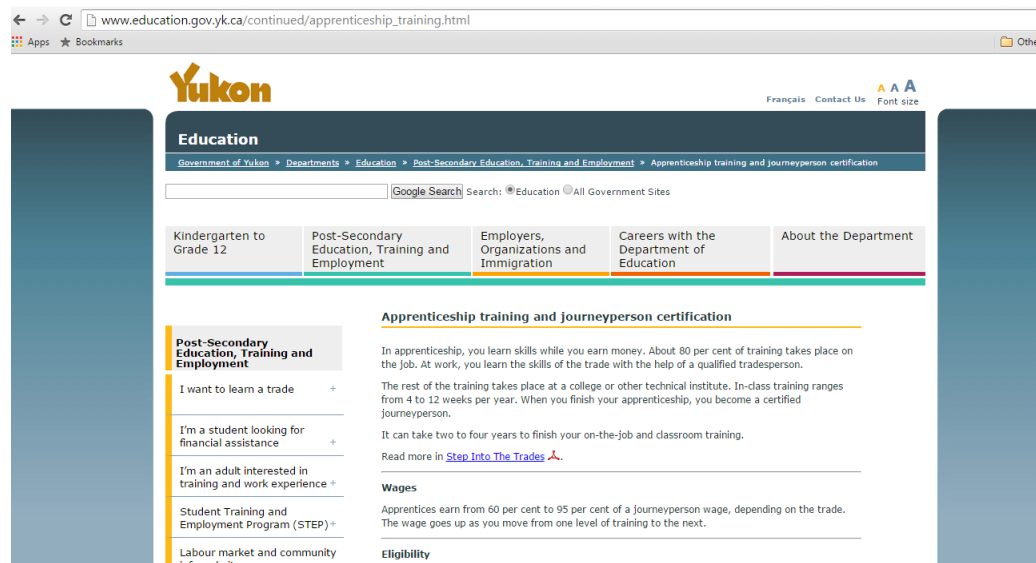 www.education.gov.yk.ca/continued/apprenticeship_training.html
Apps Bookmarks Othe
Yukon
Français Contact Us A A A
Font size
Education
Government of Yukon » Departments » Education » Post-Secondary Education, Training and Employment » Apprenticeship training and journeyperson certification
Google Search Search: Education All Government Sites
Kindergarten to
Grade 12
Post-Secondary
Education, Training and
Employment
Employers,
Organizations and
Immigration
Careers with the
Department of
Education
About the Department
Post-Secondary
Education, Training and
Employment
I want to learn a trade +
I'm a student looking for
financial assistance +
I'm an adult interested in
training and work experience +
Student Training and
Employment Program (STEP) +
Labour market and community
Apprenticeship training and journeyperson certification
In apprenticeship, you learn skills while you earn money. About 80 per cent of training takes place on
the job. At work, you learn the skills of the trade with the help of a qualified tradesperson.
The rest of the training takes place at a college or other technical institute. In-class training ranges
from 4 to 12 weeks per year. When you finish your apprenticeship, you become a certified
journeyperson.
It can take two to four years to finish your on-the-job and classroom training.
Read more in Step Into The Trades .
Wages
Apprentices earn from 60 per cent to 95 per cent of a journeyperson wage, depending on the trade.
The wage goes up as you move from one level of training to the next.
Eligibility